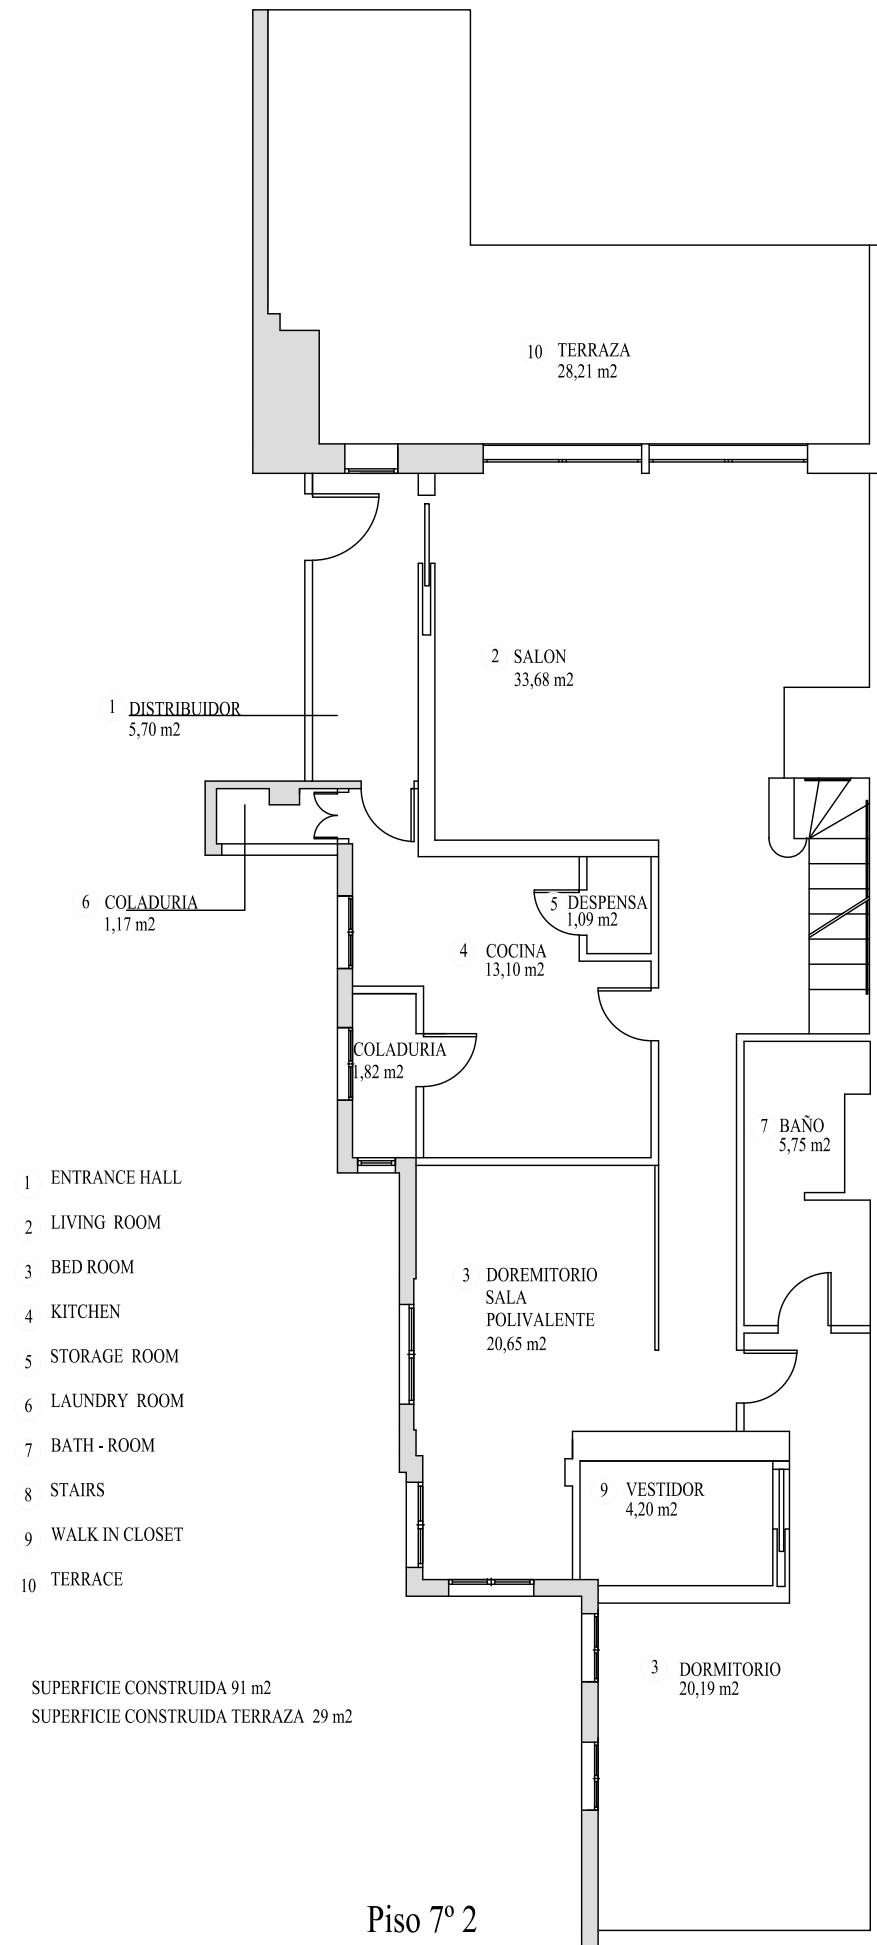 10 TERRAZA
28,21 m2
2 SALON
33,68 m2
1 DISTRIBUIDOR
5,70 m2
6 COLADURIA
1,17 m2
5 DESPENSA
1,09 m2
4 COCINA
13,10 m2
COLADURIA
1,82 m2
7 BAÑO
5,75 m2
3 DOREMITORIO
SALA
POLIVALENTE
20,65 m2
9 VESTIDOR
4,20 m2
3 DORMITORIO
20,19 m2
1 ENTRANCE HALL
2 LIVING ROOM
3 BED ROOM
4 KITCHEN
5 STORAGE ROOM
6 LAUNDRY ROOM
7 BATH - ROOM
8 STAIRS
9 WALK IN CLOSET
10 TERRACE
SUPERFICIE CONSTRUIDA 91 m2
SUPERFICIE CONSTRUIDA TERRAZA 29 m2
Piso 7º 2